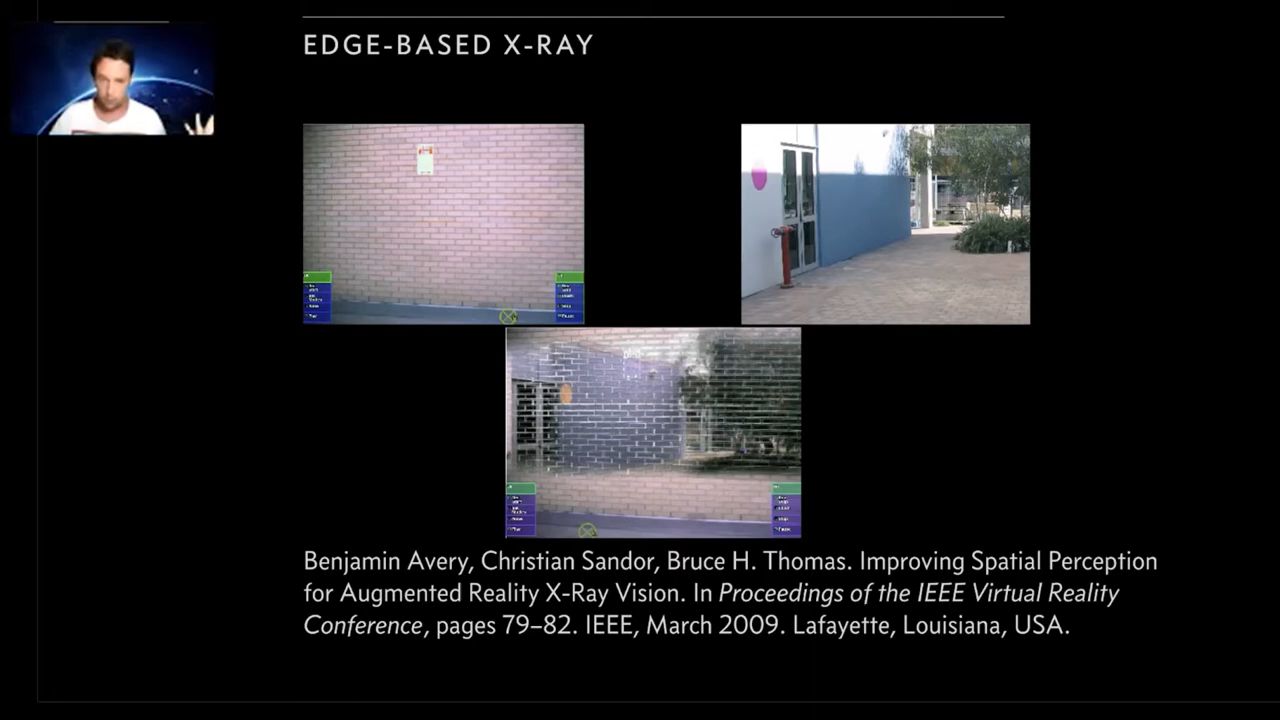 EDGE-BASED X-RAY
Benjamin Avery, Christian Sandor, Bruce H. Thomas. Improving Spatial Perception
for Augmented Reality X-Ray Vision. In Proceedings of the IEEE Virtual Reality
Conference, pages 79–82. IEEE, March 2009. Lafayette, Louisiana, USA.